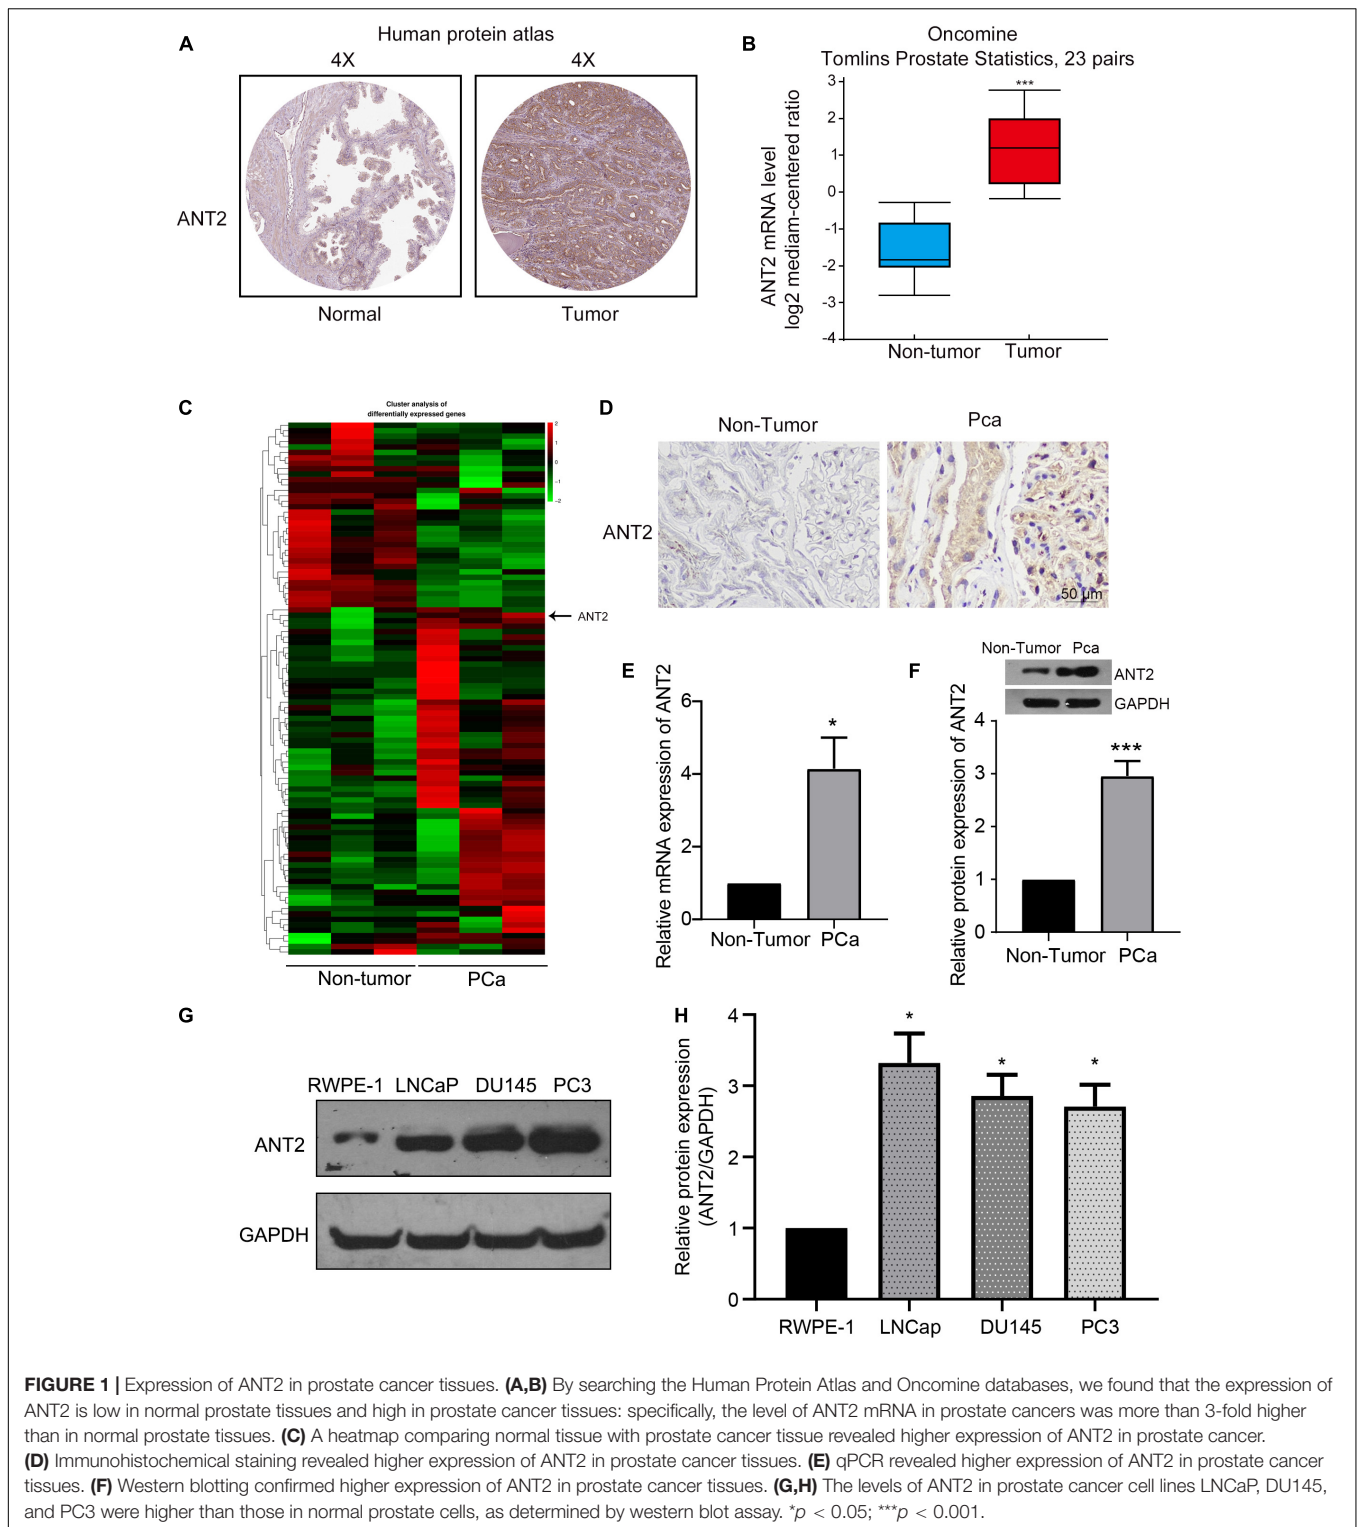 A
Human protein atlas
4X
4X
ANT2
Normal
Tumor
B
Oncomine
Tomlins Prostate Statistics, 23 pairs
***
ANT2 mRNA level
log2 mediam-centered ratio
3
2
1
0
-1
-2
-3
-4
Non-tumor
Tumor
C
Cluster analysis of
differentially expressed genes
2
1
0
-1
-2
ANT2
Non-tumor
PCa
D
Non-Tumor
Pca
ANT2
50 μm
E
Relative mRNA expression of ANT2
6
4
2
0
*
Non-Tumor
PCa
F
Non-Tumor Pca
ANT2
GAPDH
Relative protein expression of ANT2
4
3
2
1
0
***
Non-Tumor
PCa
G
RWPE-1 LNCaP DU145 PC3
ANT2
GAPDH
H
Relative protein expression
(ANT2/GAPDH)
4
3
2
1
0
*
*
*
RWPE-1
LNCap
DU145
PC3
FIGURE 1 | Expression of ANT2 in prostate cancer tissues. (A,B) By searching the Human Protein Atlas and Oncomine databases, we found that the expression of
ANT2 is low in normal prostate tissues and high in prostate cancer tissues: specifically, the level of ANT2 mRNA in prostate cancers was more than 3-fold higher
than in normal prostate tissues. (C) A heatmap comparing normal tissue with prostate cancer tissue revealed higher expression of ANT2 in prostate cancer.
(D) Immunohistochemical staining revealed higher expression of ANT2 in prostate cancer tissues. (E) qPCR revealed higher expression of ANT2 in prostate cancer
tissues. (F) Western blotting confirmed higher expression of ANT2 in prostate cancer tissues. (G,H) The levels of ANT2 in prostate cancer cell lines LNCaP, DU145,
and PC3 were higher than those in normal prostate cells, as determined by western blot assay. *p < 0.05; ***p < 0.001.